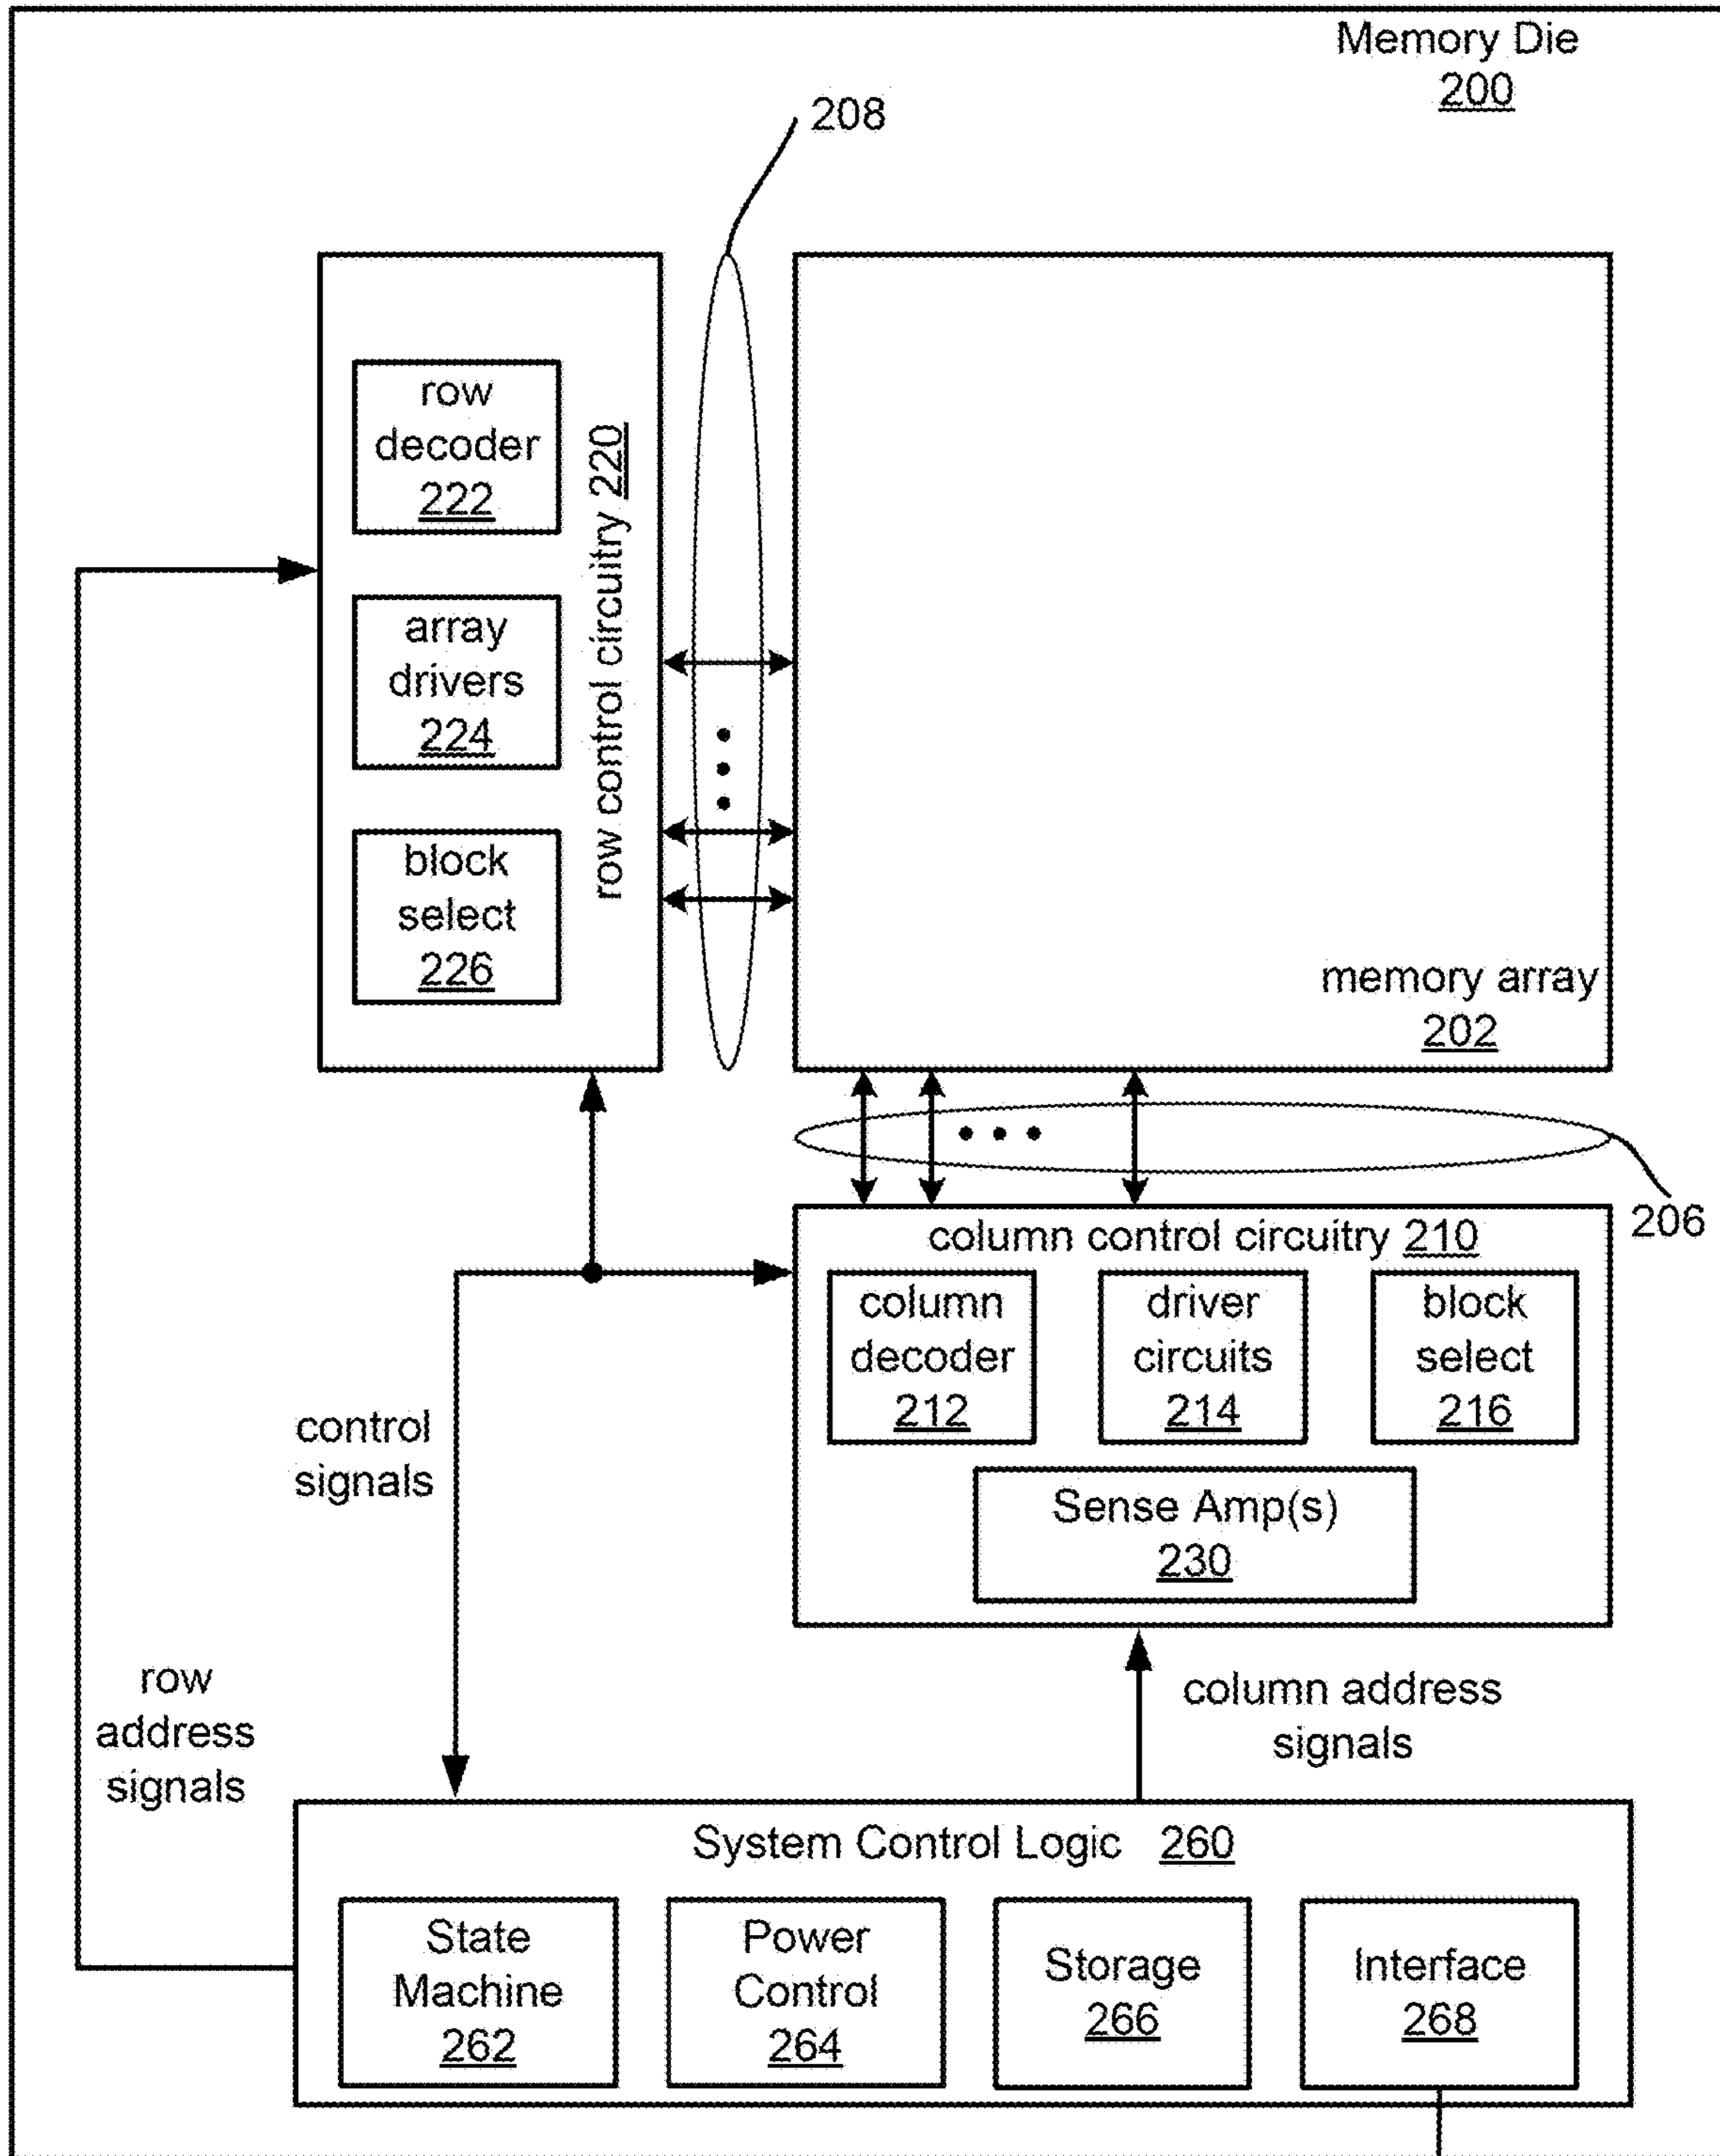 Memory Die
200
208
row
decoder
222
array
drivers
224
block
select
226
row control circuitry 220
memory array
202
206
column control circuitry 210
column
decoder
212
driver
circuits
214
block
select
216
Sense Amp(s)
230
control
signals
row
address
signals
column address
signals
System Control Logic 260
State
Machine
262
Power
Control
264
Storage
266
Interface
268